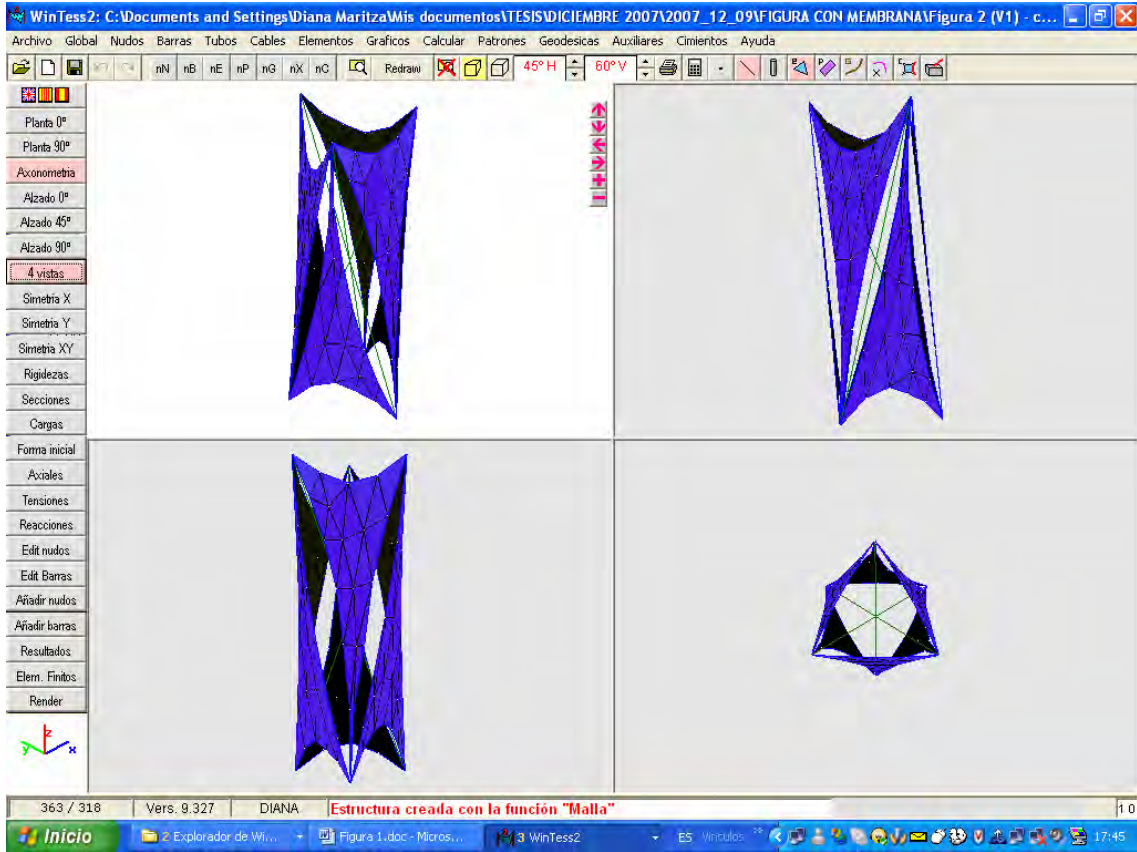 WinTess2: C:\Documents and Settings\Diana Maritza\Mis documentos\TESIS\DICIEMBRE 2007\2007_12_09\FIGURA CON MEMBRANA\Figura 2 (V1) - c...
Archivo Global Nudos Barras Tubos Cables Elementos Graficos Calcular Patrones Geodesicas Auxiliares Cimientos Ayuda
nN nB nE nP nG nX nC Redraw 45° H 60° V
Planta 0°
Planta 90°
Axonometria
Alzado 0°
Alzado 45°
Alzado 90°
4 vistas
Simetria X
Simetria Y
Simetria XY
Rigidezas
Secciones
Cargas
Forma inicial
Axiales
Tensiones
Reacciones
Edit nudos
Edit Barras
Añadir nudos
Añadir barras
Resultados
Elem. Finitos
Render
z
y x
363 / 318 Vers. 9.327 DIANA Estructura creada con la función "Malla" 1 0
Inicio 2 Explorador de Wi... Figura 1.doc - Micros... 3 WinTess2 ES Vínculos 17:45